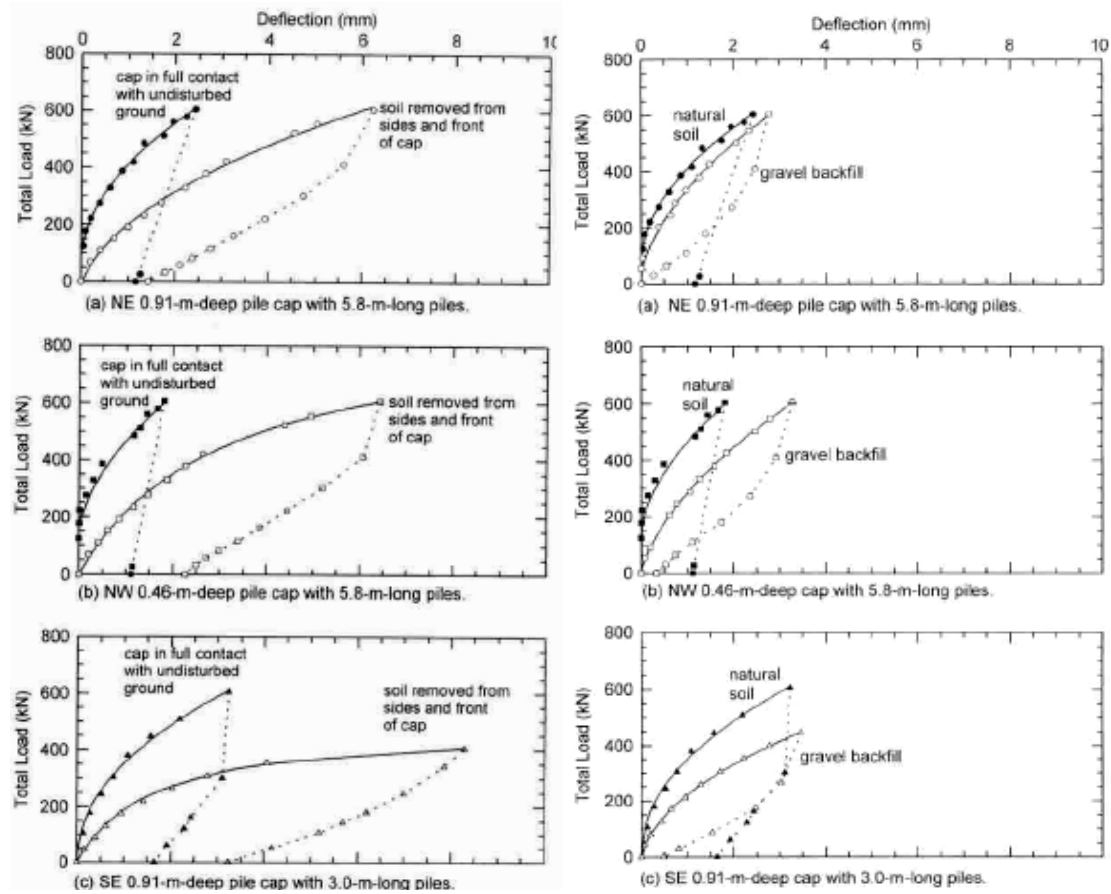 Deflection (mm)
0 2 4 6 8 10
800
600
400
200
0
Total Load (kN)
cap in full contact
with undisturbed
ground
soil removed from
sides and front
of cap
(a) NE 0.91-m-deep pile cap with 5.8-m-long piles.
800
600
400
200
0
Total Load (kN)
cap in full contact
with undisturbed
ground
soil removed from
sides and front
of cap
(b) NW 0.46-m-deep pile cap with 5.8-m-long piles.
800
600
400
200
0
Total Load (kN)
cap in full contact
with undisturbed
ground
soil removed from
sides and front
of cap
(c) SE 0.91-m-deep pile cap with 3.0-m-long piles.
Deflection (mm)
0 2 4 6 8 10
800
600
400
200
0
Total Load (kN)
natural
soil
gravel backfill
(a) NE 0.91-m-deep pile cap with 5.8-m-long piles.
800
600
400
200
0
Total Load (kN)
natural
soil
gravel backfill
(b) NW 0.46-m-deep cap with 5.8-m-long piles.
800
600
400
200
0
Total Load (kN)
natural
soil
gravel backfill
(c) SE 0.91-m-deep cap with 3.0-m-long piles.